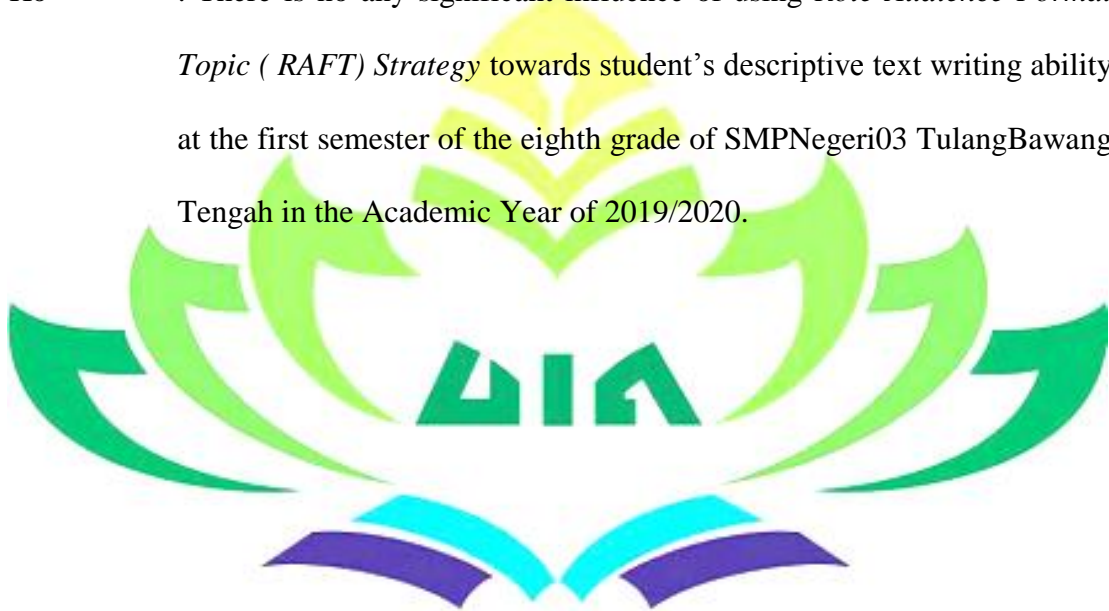 : There is no any significant influence of using Role Audience Format
Topic ( RAFT) Strategy towards student's descriptive text writing ability
at the first semester of the eighth grade of SMPNegeri03 TulangBawang
Tengah in the Academic Year of 2019/2020.
UIN